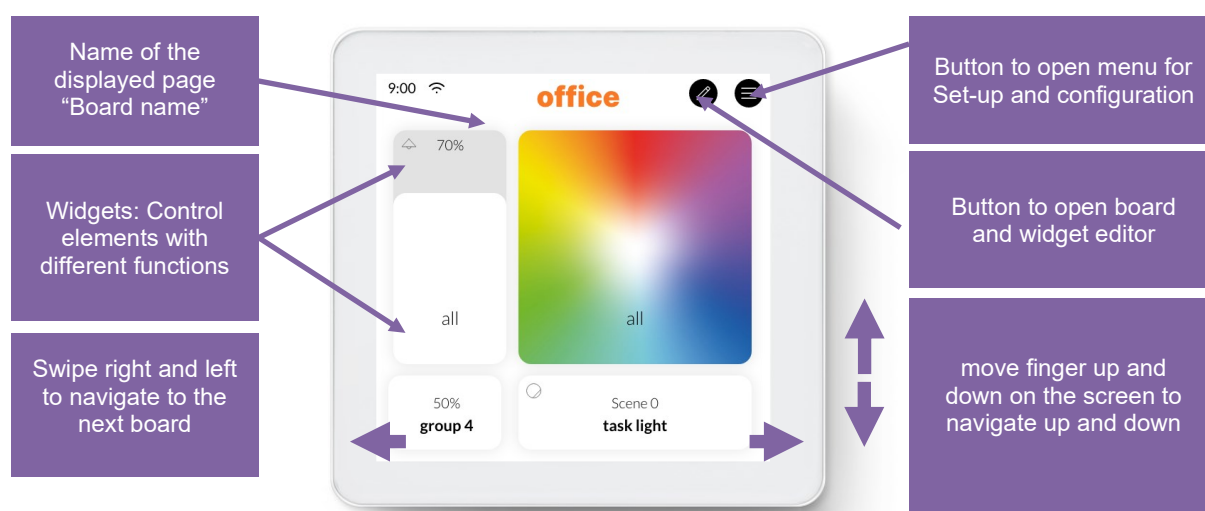 Name of the
displayed page
“Board name”
Widgets: Control
elements with
different functions
Swipe right and left
to navigate to the
next board
9:00
office
70%
all
all
50%
group 4
Scene 0
task light
Button to open menu for
Set-up and configuration
Button to open board
and widget editor
move finger up and
down on the screen to
navigate up and down